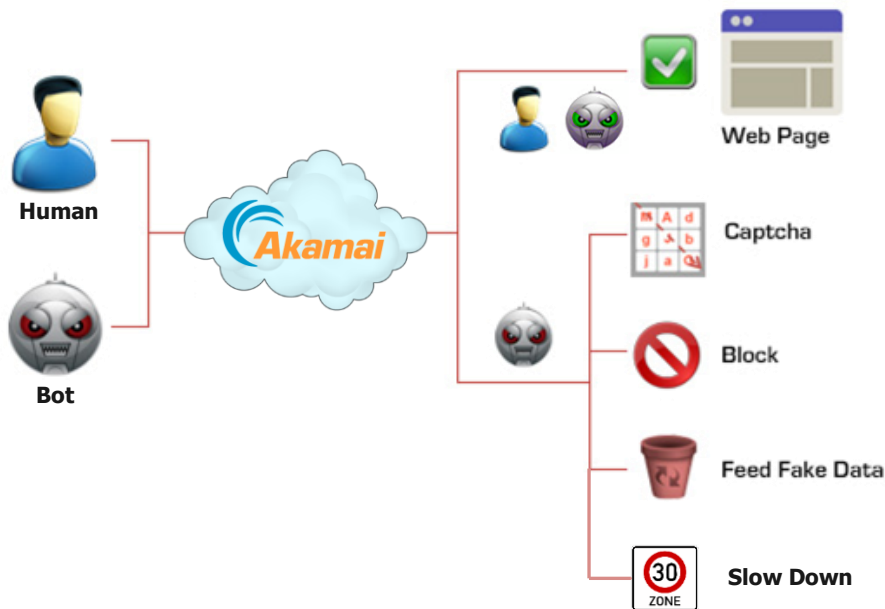 Web Page
Human
Akamai
m A d
g b
j a
Captcha
Bot
Block
Feed Fake Data
30
ZONE
Slow Down